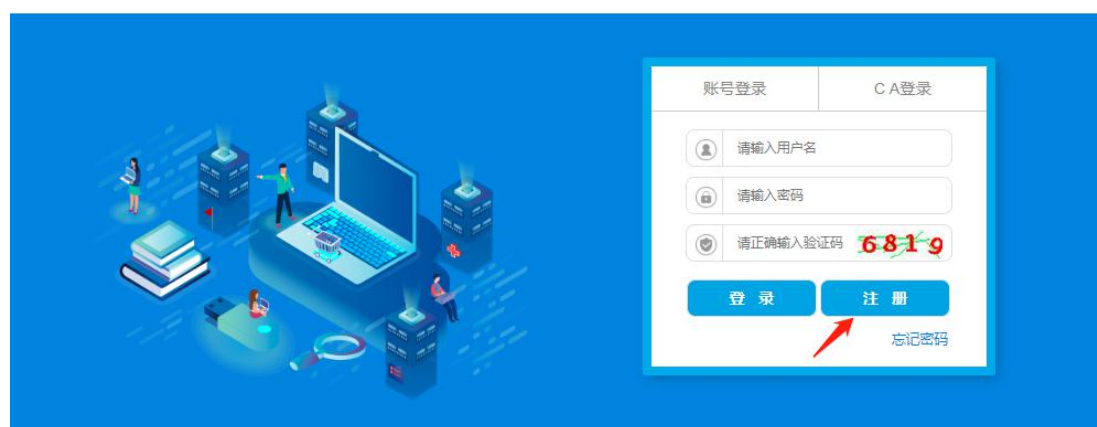 账号登录
C A登录
请输入用户名
请输入密码
请正确输入验证码 6819
登 录
注 册
忘记密码